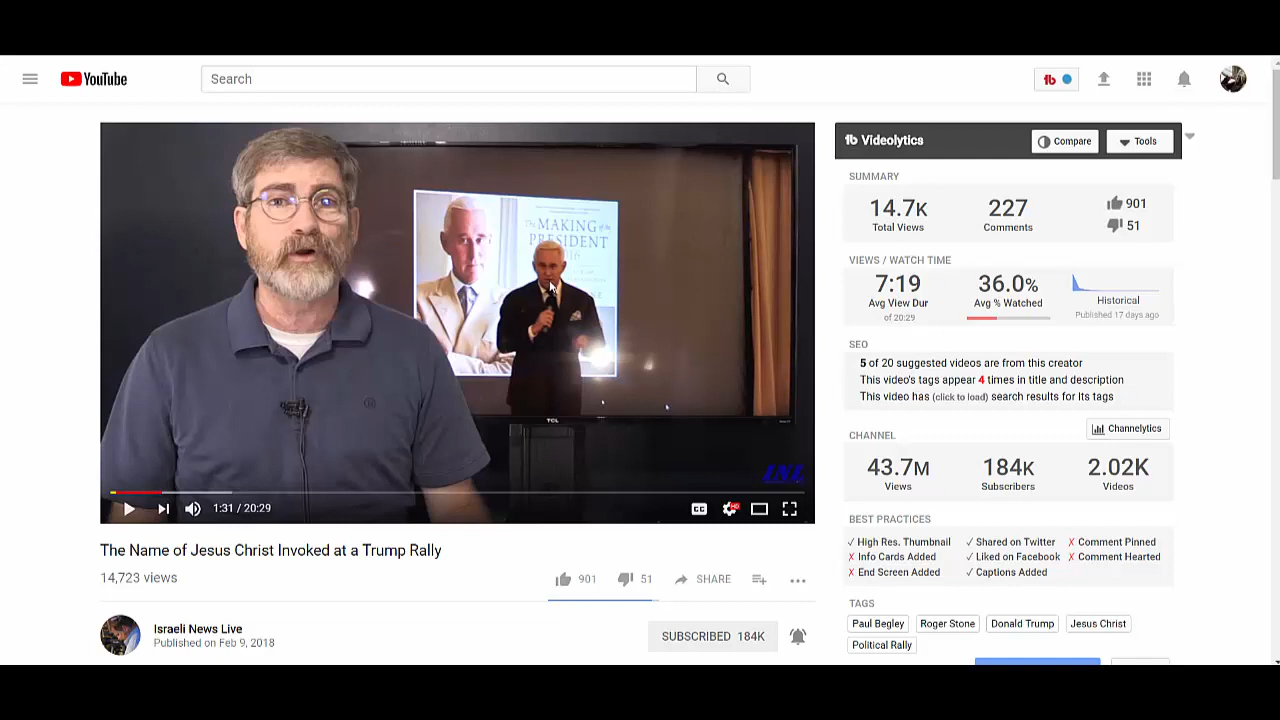 YouTube
Search
tb
Videolytics
Compare
Tools
SUMMARY
14.7K
Total Views
227
Comments
901
51
VIEWS / WATCH TIME
7:19
Avg View Dur
of 20:29
36.0%
Avg % Watched
Historical
Published 17 days ago
SEO
5 of 20 suggested videos are from this creator
This video's tags appear 4 times in title and description
This video has (click to load) search results for its tags
CHANNEL
Channelytics
43.7M
Views
184K
Subscribers
2.02K
Videos
BEST PRACTICES
✓ High Res. Thumbnail
✓ Shared on Twitter
✗ Comment Pinned
✗ Info Cards Added
✓ Liked on Facebook
✗ Comment Hearted
✗ End Screen Added
✓ Captions Added
TAGS
Paul Begley
Roger Stone
Donald Trump
Jesus Christ
Political Rally
The MAKING of the
PRESIDENT
TCL
INL
1:31 / 20:29
CC
HD
The Name of Jesus Christ Invoked at a Trump Rally
14,723 views
901
51
SHARE
Israeli News Live
Published on Feb 9, 2018
SUBSCRIBED 184K